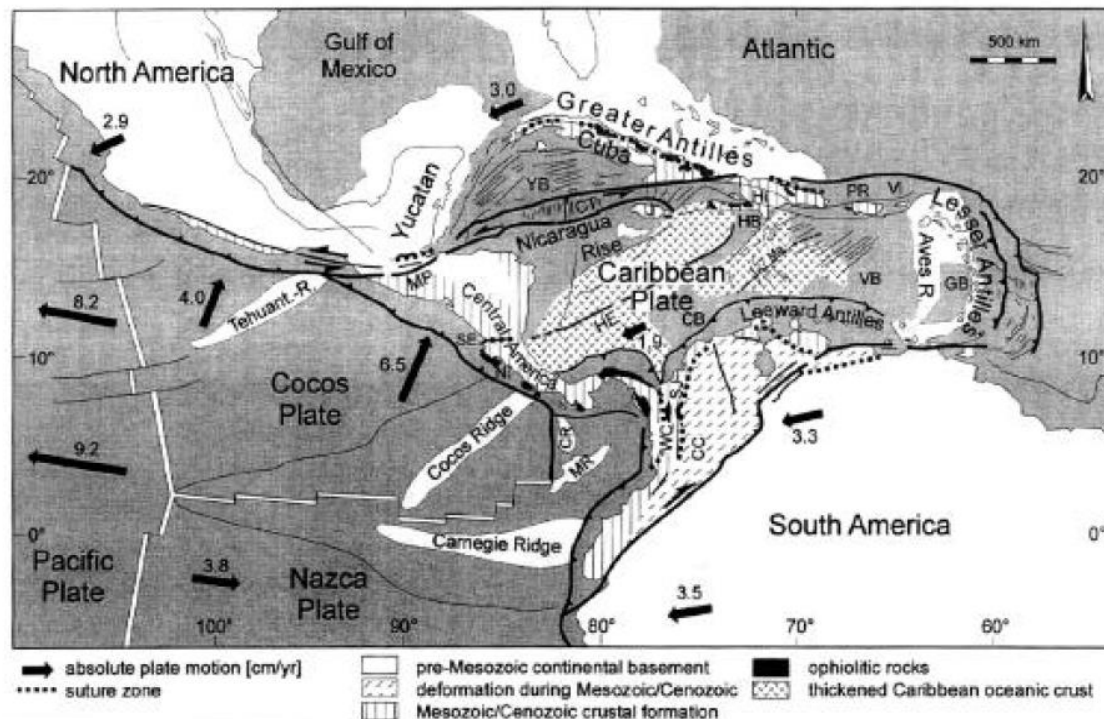 North America
Gulf of
Mexico
Atlantic
500 km
3.0
2.9
Greater Antilles
Cuba
20°
20°
YB
Yucatan
CT
Hi
PR
VI
Lesser Antilles
Nicaragua
Rise
HB
Aves R.
8.2
4.0
Tehuant.-R.
MP
Caribbean
Plate
VB
GB
Central America
HE
1.9
CB
Leeward Antilles
10°
10°
SE
6.5
Cocos
Plate
Cocos Ridge
CR
MR
WC
CC
3.3
9.2
South America
0°
0°
Carnegie Ridge
Pacific
Plate
3.8
Nazca
Plate
3.5
100°
90°
80°
70°
60°
absolute plate motion [cm/yr]
suture zone
pre-Mesozoic continental basement
deformation during Mesozoic/Cenozoic
Mesozoic/Cenozoic crustal formation
ophiolitic rocks
thickened Caribbean oceanic crust